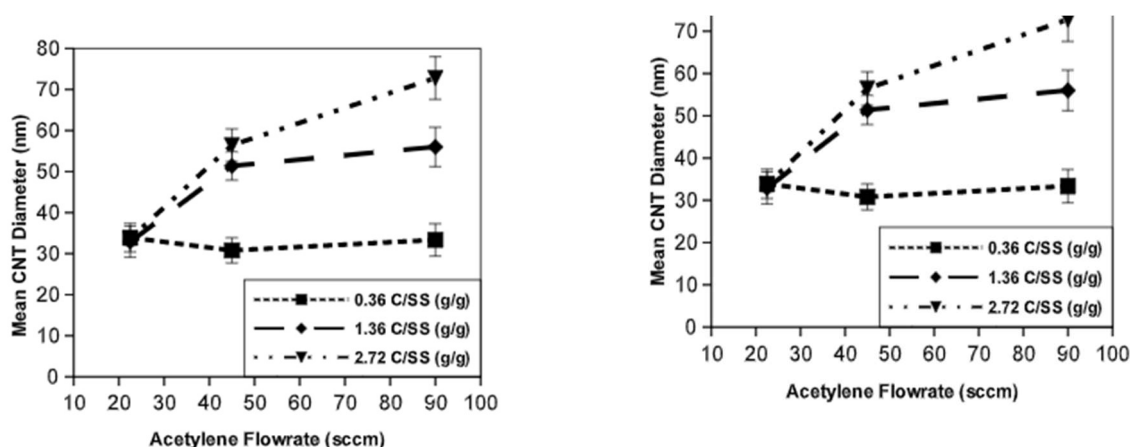 80
70
60
50
40
30
20
10
0
Mean CNT Diameter (nm)
0.36 C/SS (g/g)
1.36 C/SS (g/g)
2.72 C/SS (g/g)
10 20 30 40 50 60 70 80 90 100
Acetylene Flowrate (sccm)
70
60
50
40
30
20
10
0
Mean CNT Diameter (nm)
0.36 C/SS (g/g)
1.36 C/SS (g/g)
2.72 C/SS (g/g)
10 20 30 40 50 60 70 80 90 100
Acetylene Flowrate (sccm)